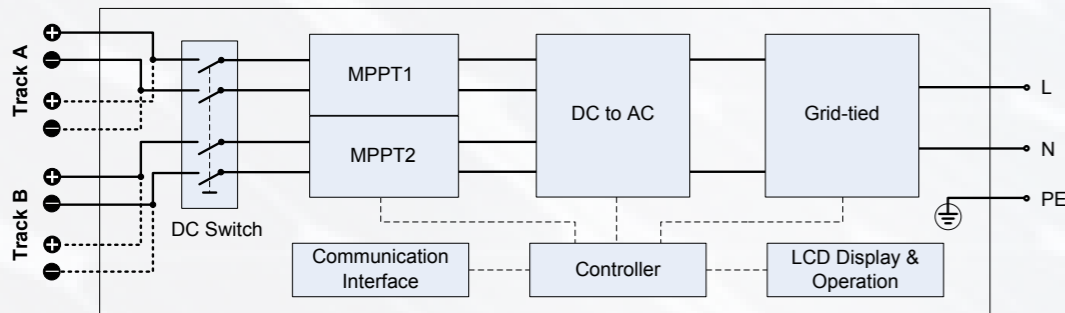 Track A
Track B
DC Switch
MPPT1
MPPT2
DC to AC
Grid-tied
L
N
PE
Communication
Interface
Controller
LCD Display &
Operation